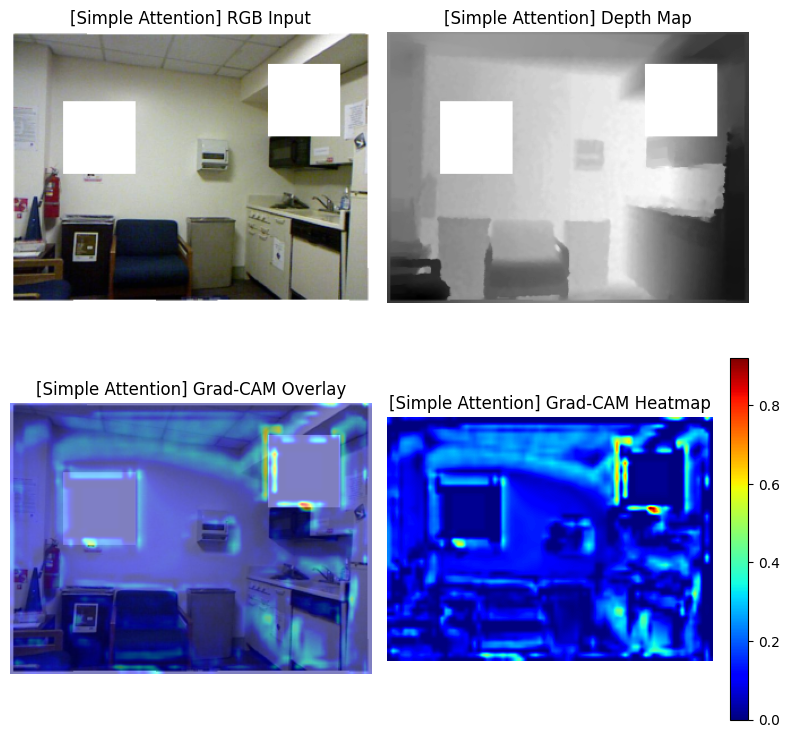 [Simple Attention] RGB Input
[Simple Attention] Depth Map
[Simple Attention] Grad-CAM Overlay
[Simple Attention] Grad-CAM Heatmap
0.8
0.6
0.4
0.2
0.0